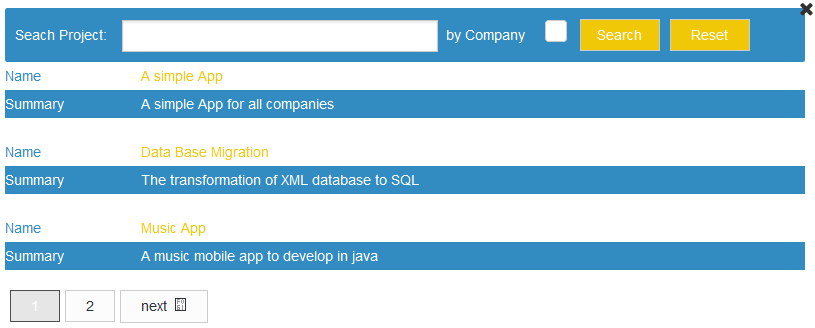 Seach Project: by Company Search Reset
Name A simple App
Summary A simple App for all companies
Name Data Base Migration
Summary The transformation of XML database to SQL
Name Music App
Summary A music mobile app to develop in java
1 2 next